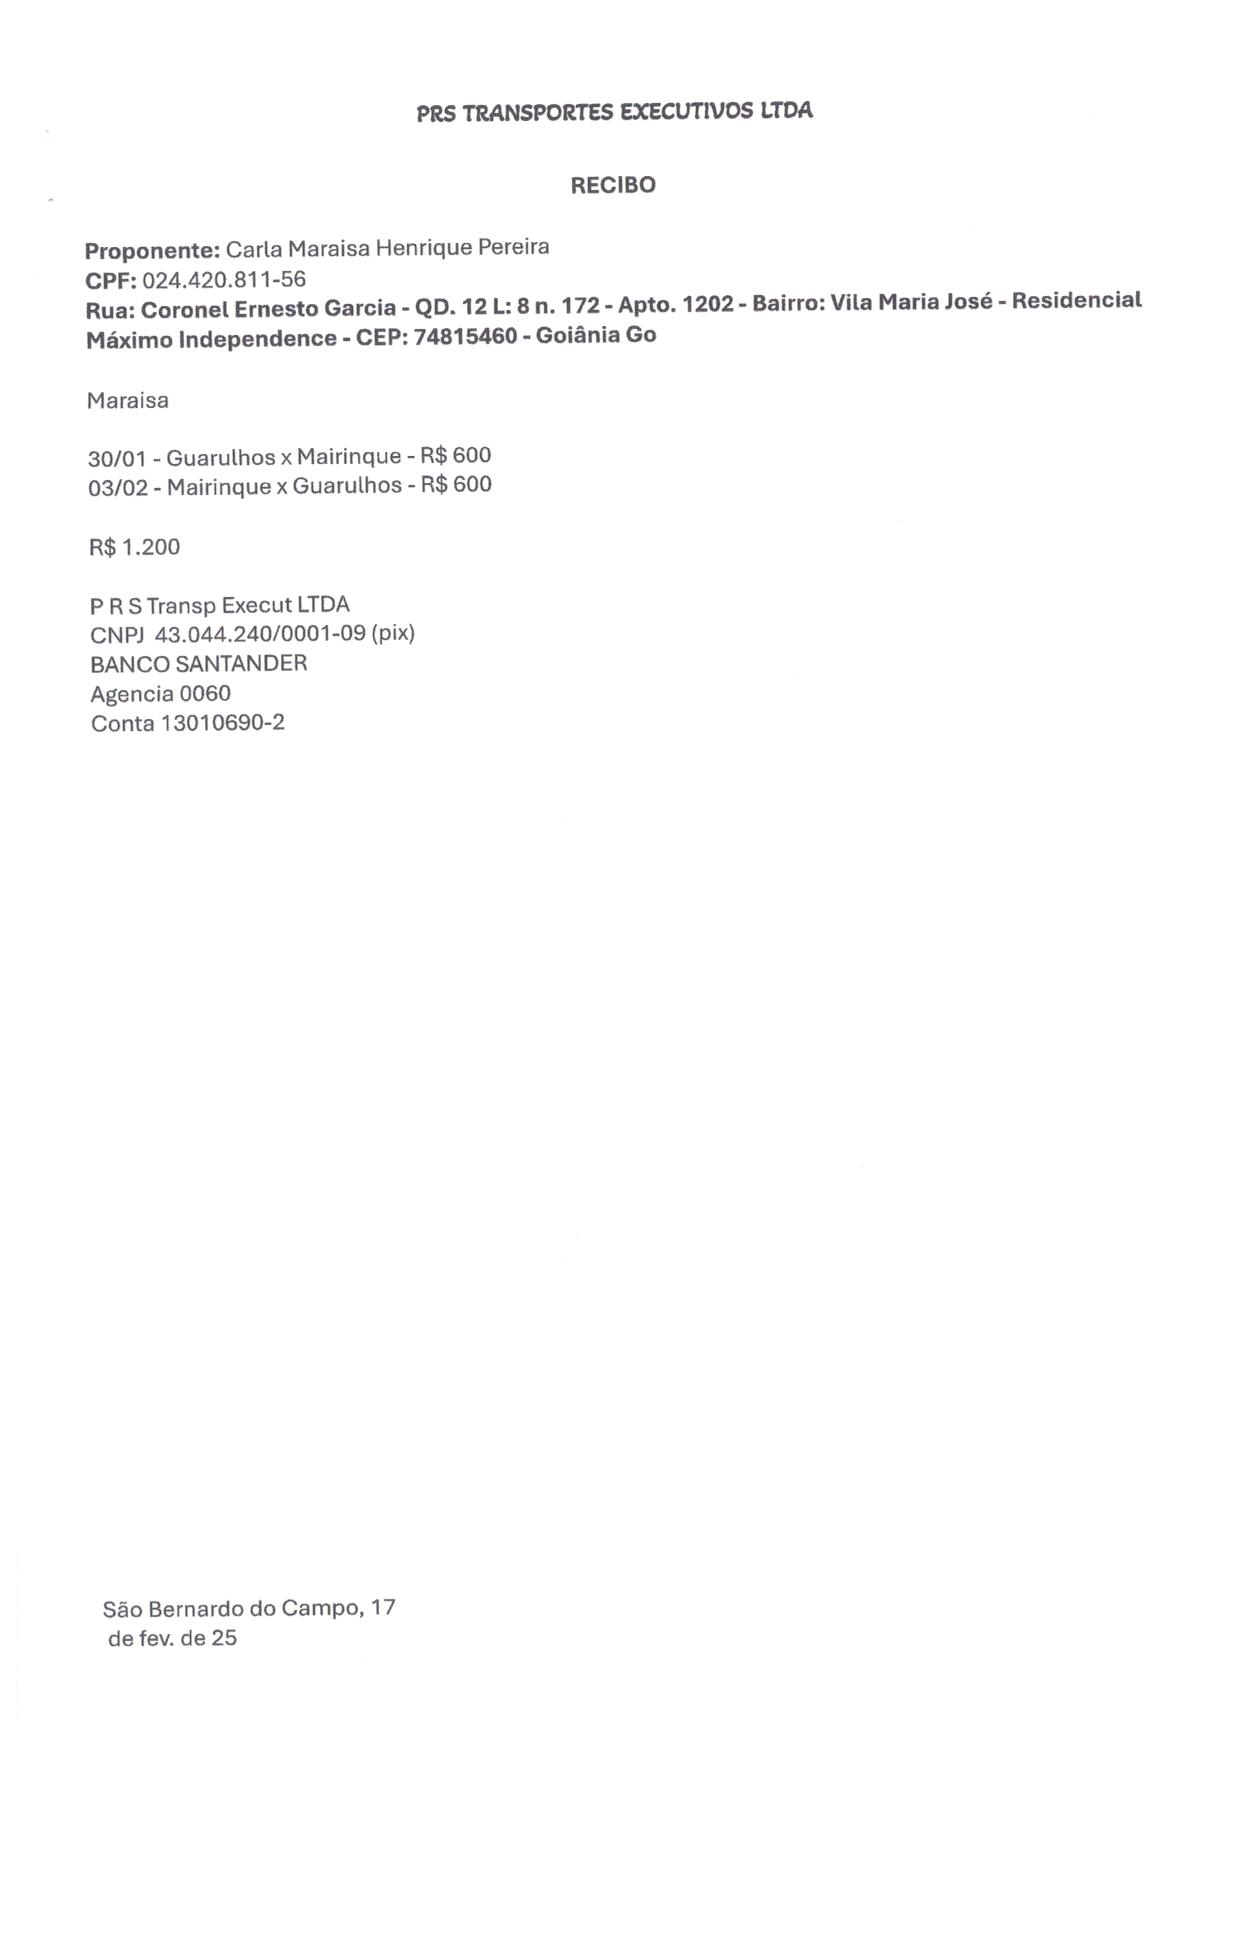 PRS TRANSPORTES EXECUTIVOS LTDA
RECIBO
Proponente: Carla Maraisa Henrique Pereira
CPF: 024.420.811-56
Rua: Coronel Ernesto Garcia - QD. 12 L: 8 n. 172 - Apto. 1202 - Bairro: Vila Maria José - Residencial
Máximo Independence - CEP: 74815460 - Goiânia Go
Maraisa
30/01 - Guarulhos x Mairinque - R$ 600
03/02 - Mairinque x Guarulhos - R$ 600
R$ 1.200
P R S Transp Execut LTDA
CNPJ 43.044.240/0001-09 (pix)
BANCO SANTANDER
Agencia 0060
Conta 13010690-2
São Bernardo do Campo, 17
de fev. de 25